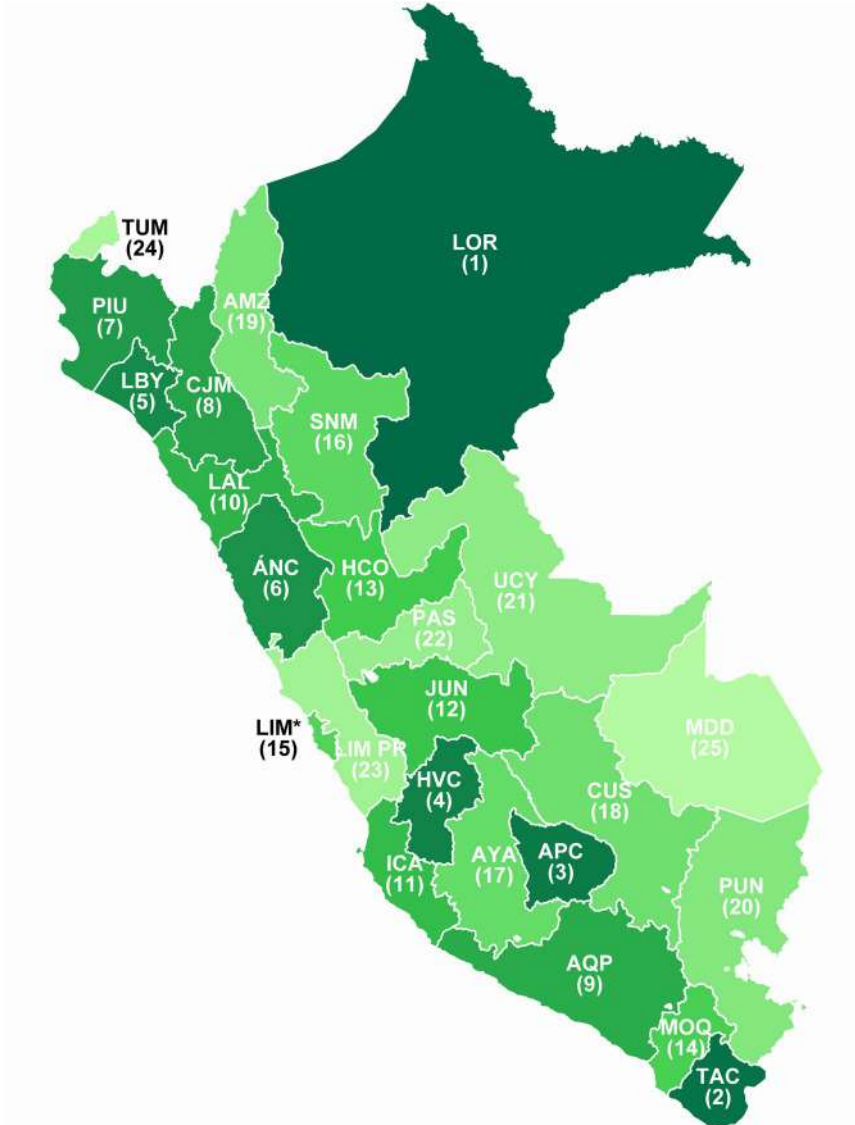 LOR
(1)
TUM
(24)
AMZ
(19)
PIU
(7)
LBY
(5)
CJM
(8)
SNM
(16)
LAL
(10)
ÁNC
(6)
HCO
(13)
UCY
(21)
PAS
(22)
JUN
(12)
LIM*
(15)
LIM PR
(23)
MDD
(25)
HVC
(4)
CUS
(18)
AYA
(17)
APC
(3)
ICA
(11)
PUN
(20)
AQP
(9)
MOQ
(14)
TAC
(2)